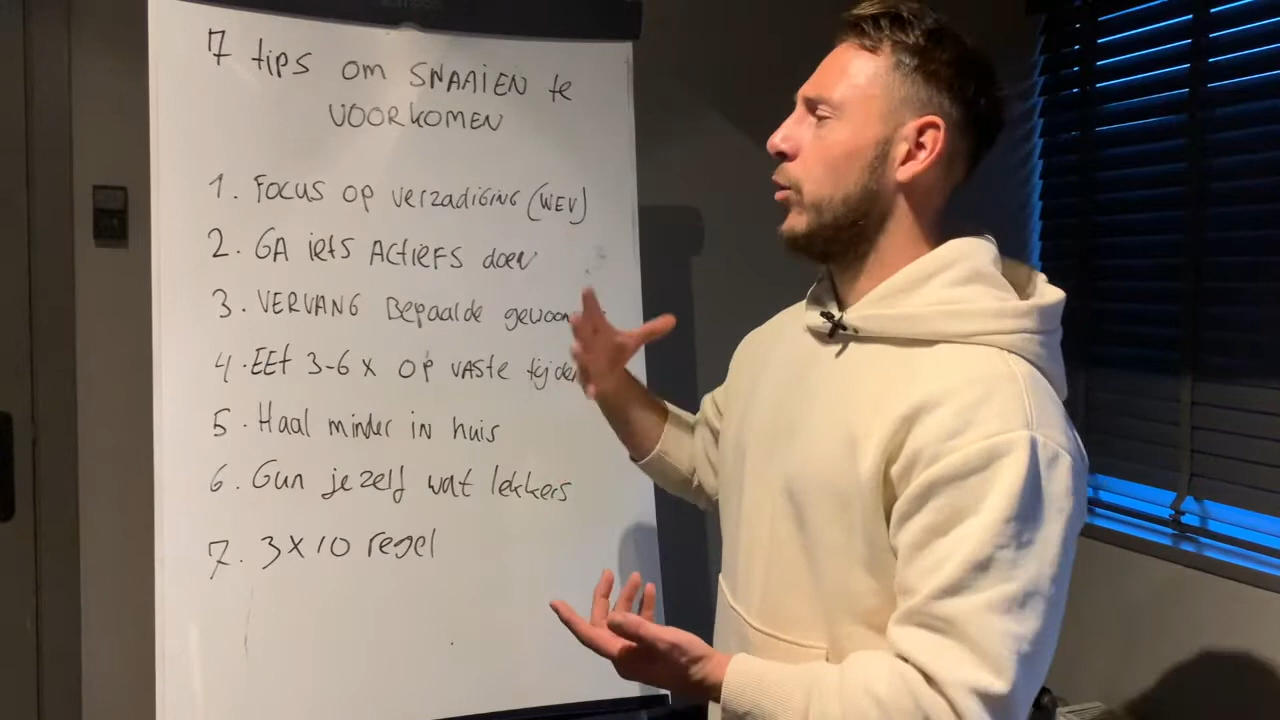 7 tips om SNAAIEN te
VOORKOMEN
1. Focus op verzadiging (WEV)
2. GA iets ACTiEFS doen
3. VERVANG Bepaalde
4. EEt 3-6 x op vaste tijden
5. Haal minder in huis
6. Gun jezelf wat lekkers
7. 3 x 10 regel